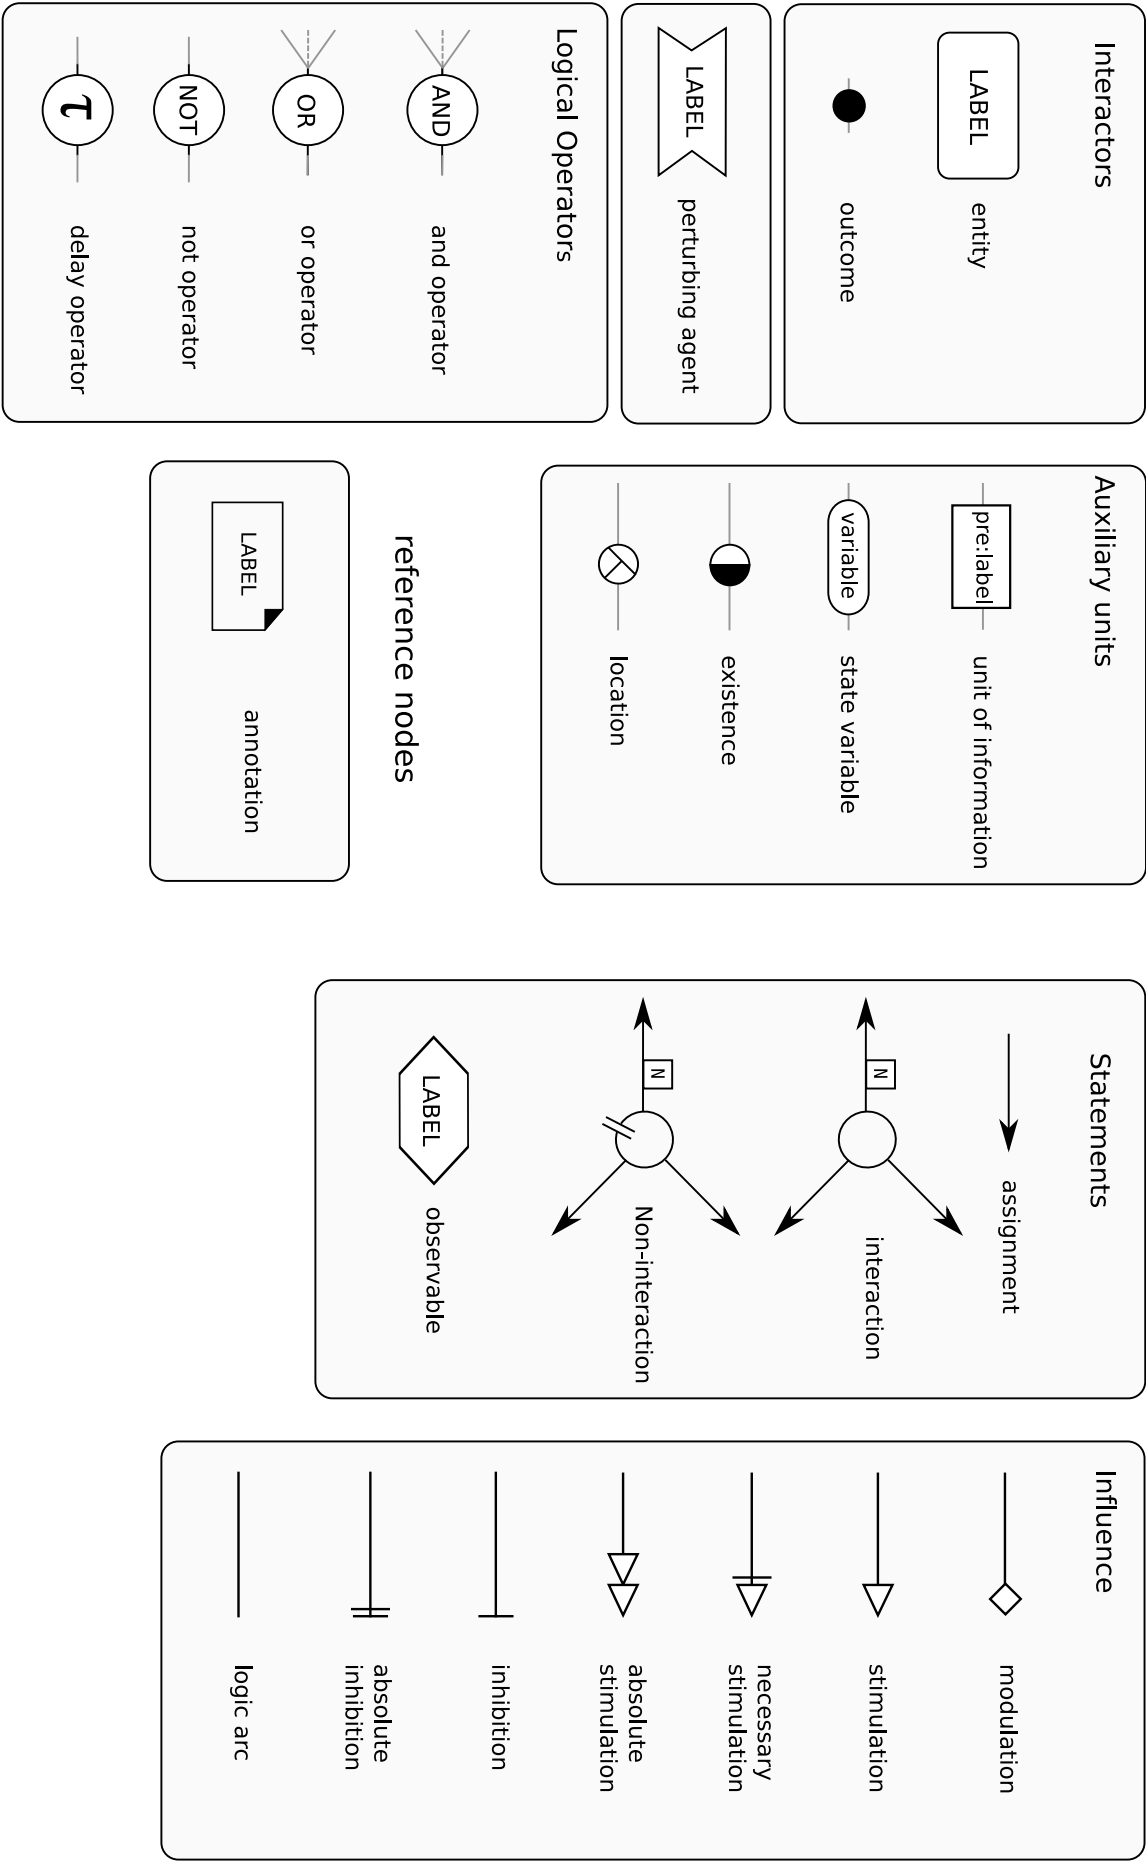 Interactors
LABEL
entity
outcome
LABEL
perturbing agent
Logical Operators
AND
and operator
OR
or operator
NOT
not operator
τ
delay operator
Auxiliary units
pre:label
unit of information
variable
state variable
existence
location
reference nodes
LABEL
annotation
Statements
assignment
N
interaction
N
Non-interaction
LABEL
observable
Influence
modulation
stimulation
necessary
stimulation
absolute
stimulation
inhibition
absolute
inhibition
logic arc